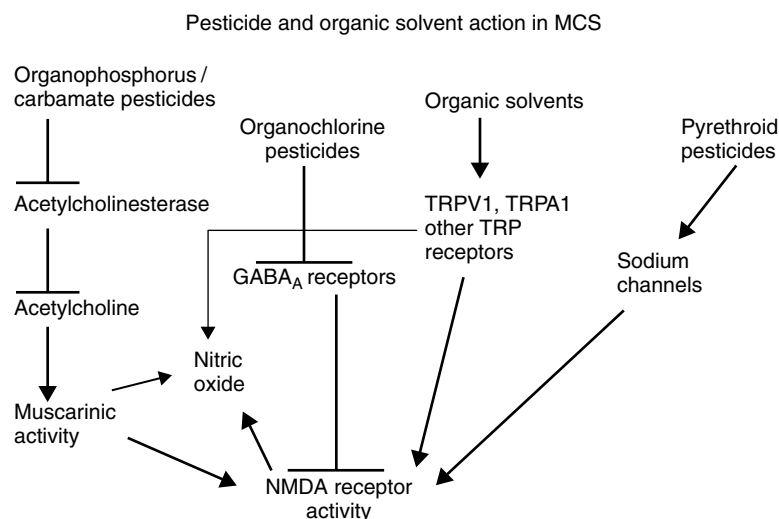 Pesticide and organic solvent action in MCS
Organophosphorus /
carbamate pesticides
Organochlorine
pesticides
Organic solvents
Pyrethroid
pesticides
Acetylcholinesterase
TRPV1, TRPA1
other TRP
receptors
GABAA receptors
Sodium
channels
Acetylcholine
Nitric
oxide
Muscarinic
activity
NMDA receptor
activity